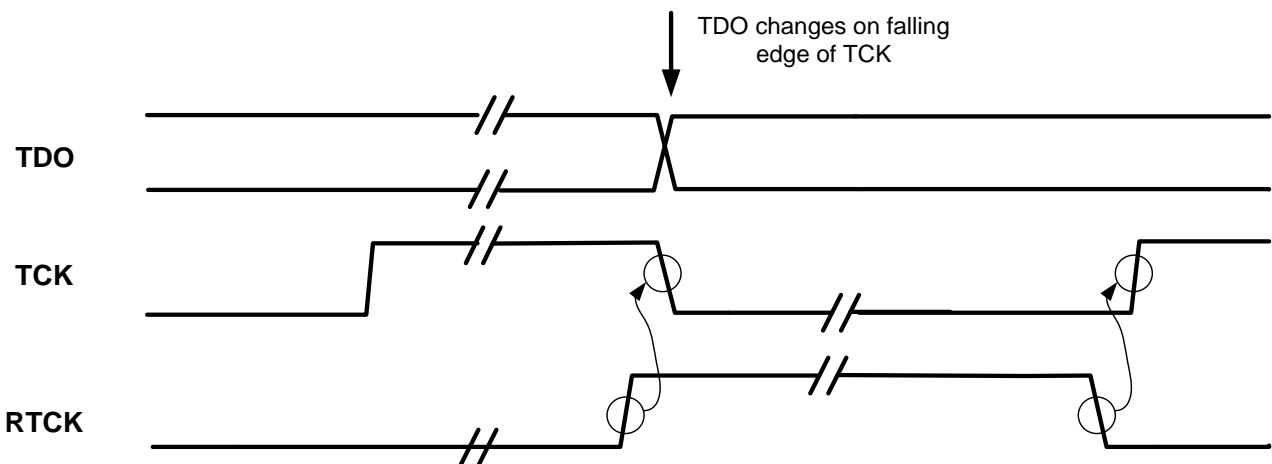 TDO changes on falling
edge of TCK
TDO
TCK
RTCK